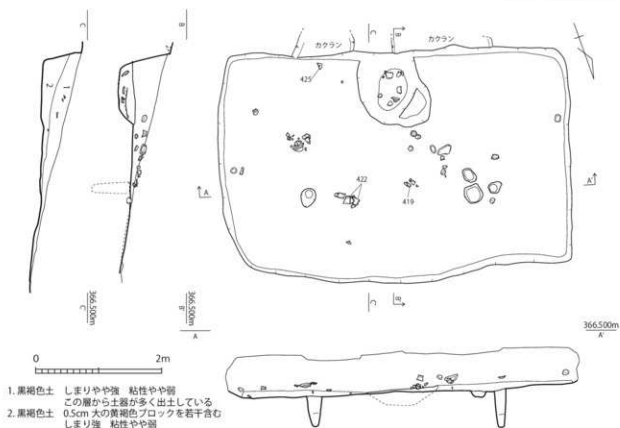 C
B
カクラン
C
B
カクラン
425
2
1
422
419
A
A'
366.500m
C'
366.500m
B'
A
C
B'
366.500m
A'
0
2m
1. 黒褐色土 しまりやや強 粘性やや弱
この層から土器が多く出土している
2. 黒褐色土 0.5cm 大の黄褐色ブロックを若干含む
しまり強 粘性やや弱